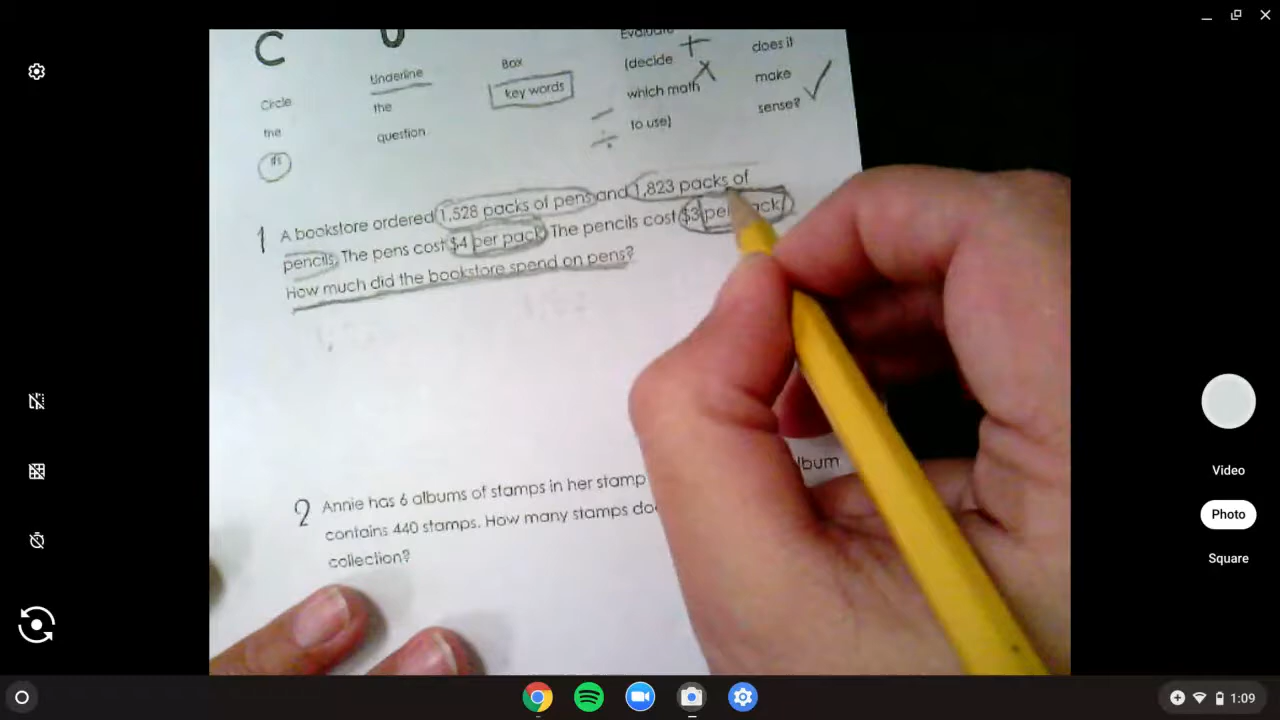 C U
Evaluate
Circle
the
#s
Underline
the
question
Box
key words
(decide
which math
to use)
does it
make
sense?
1 A bookstore ordered 1,528 packs of pens and 1,823 packs of
pencils. The pens cost $4 per pack. The pencils cost $3 per pack.
How much did the bookstore spend on pens?
2 Annie has 6 albums of stamps in her stamp
contains 440 stamps. How many stamps do
collection?
Video
Photo
Square
1:09